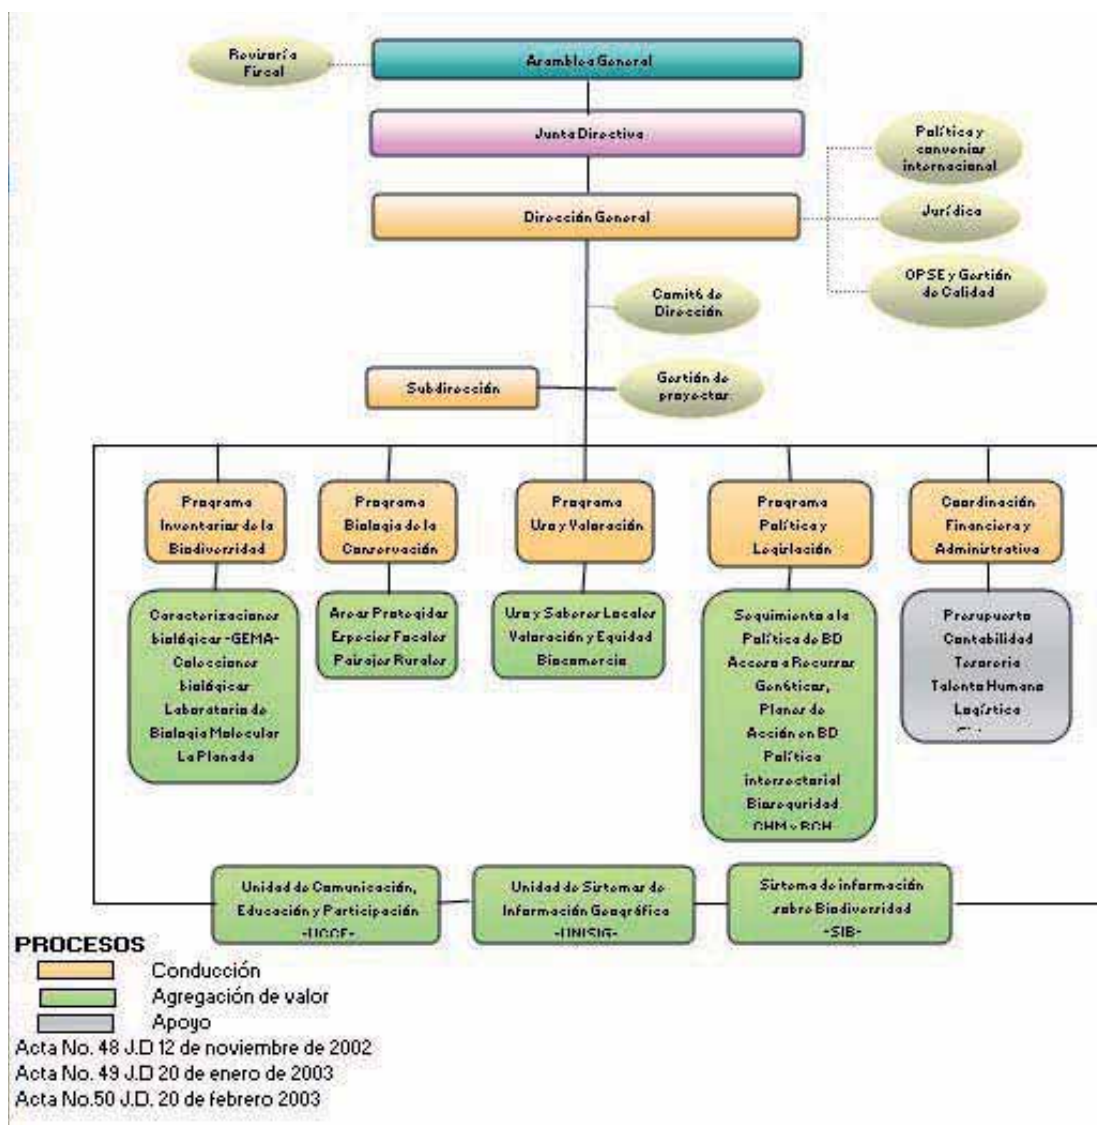 Revisoría
Fiscal
Asamblea General
Junta Directiva
Política y
convenios
internacional
Dirección General
Jurídica
OPSE y Gestión
de Calidad
Comité de
Dirección
Subdirección
Gestión de
proyectos
Programa
Inventarios de la
Biodiversidad
Programa
Biología de la
Conservación
Programa
Uso y Valoración
Programa
Política y
Legislación
Coordinación
Financiera y
Administrativa
Caracterizaciones
biológicas -GEMA-
Colecciones
biológicas
Laboratorio de
Biología Molecular
La Planada
Areas Protegidas
Especies Focales
Paisajes Rurales
Uso y Saberes Locales
Valoración y Equidad
Biocomercio
Seguimiento a la
Política de BD
Acceso a Recursos
Genéticos,
Planes de
Acción en BD
Política
intersectorial
Bioseguridad
CHM y BCH
Presupuesto
Contabilidad
Tesorería
Talento Humano
Logística
Unidad de Comunicación,
Educación y Participación
Unidad de Sistemas de
Información Geográfica
-UNISIG-
Sistema de información
sobre Biodiversidad
-SIB-
PROCESOS
Conducción
Agregación de valor
Apoyo
Acta No. 48 J.D 12 de noviembre de 2002
Acta No. 49 J.D 20 de enero de 2003
Acta No.50 J.D. 20 de febrero 2003